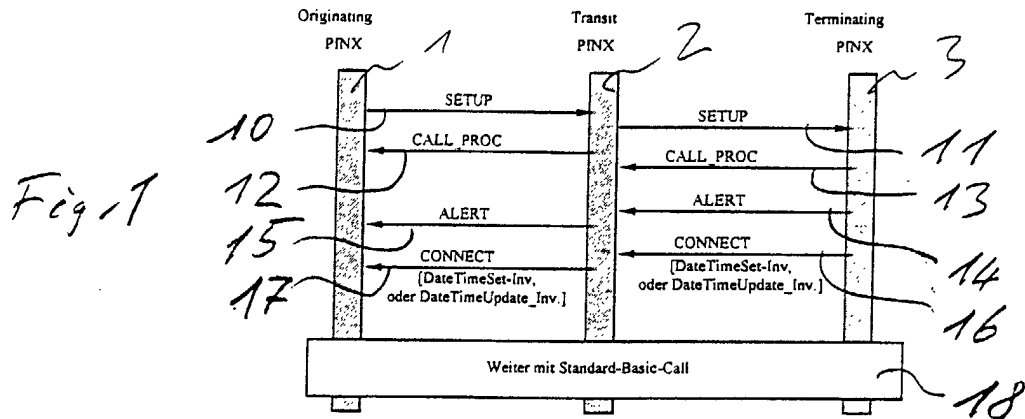 Originating
PINX
Transit
PINX
Terminating
PINX
1
2
3
10
SETUP
SETUP
11
CALL_PROC
12
CALL_PROC
13
Fig. 1
ALERT
15
ALERT
14
CONNECT
17
[DateTimeSet-Inv,
oder DateTimeUpdate_Inv.]
CONNECT
[DateTimeSet-Inv,
oder DateTimeUpdate_Inv.]
16
Weiter mit Standard-Basic-Call
18